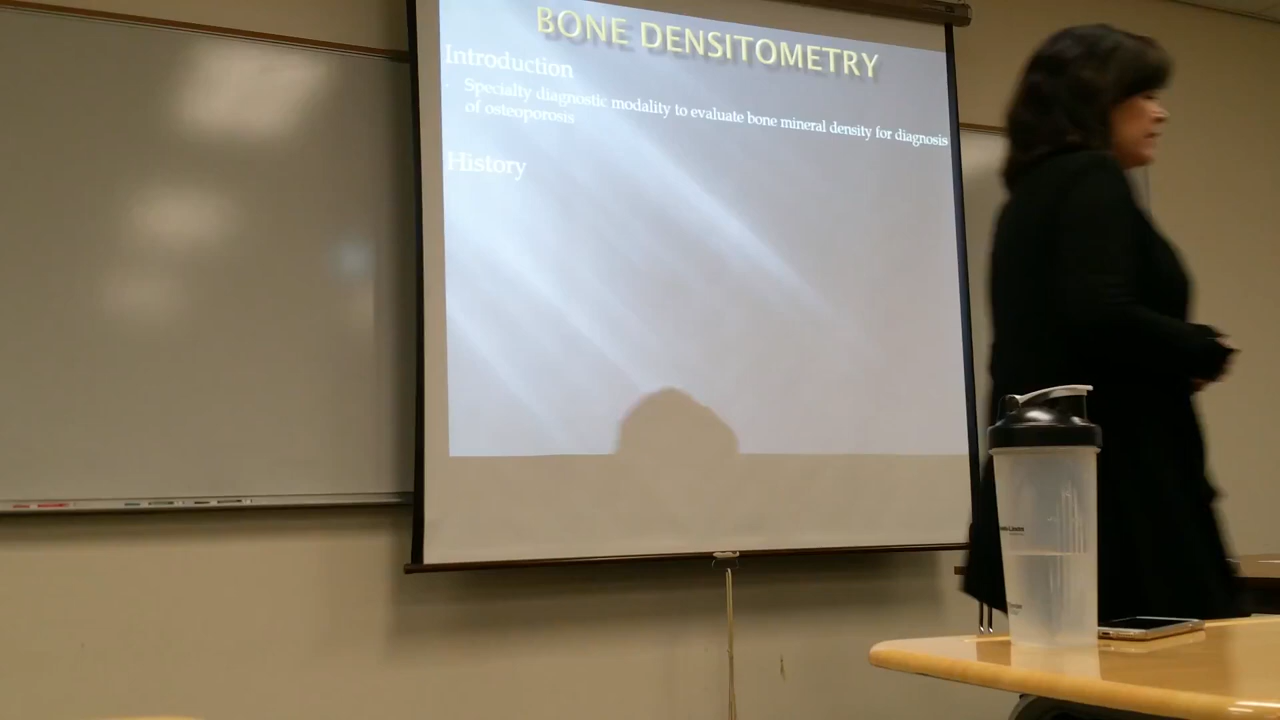 BONE DENSITOMETRY
Introduction
Specialty diagnostic modality to evaluate bone mineral density for diagnosis
of osteoporosis
History